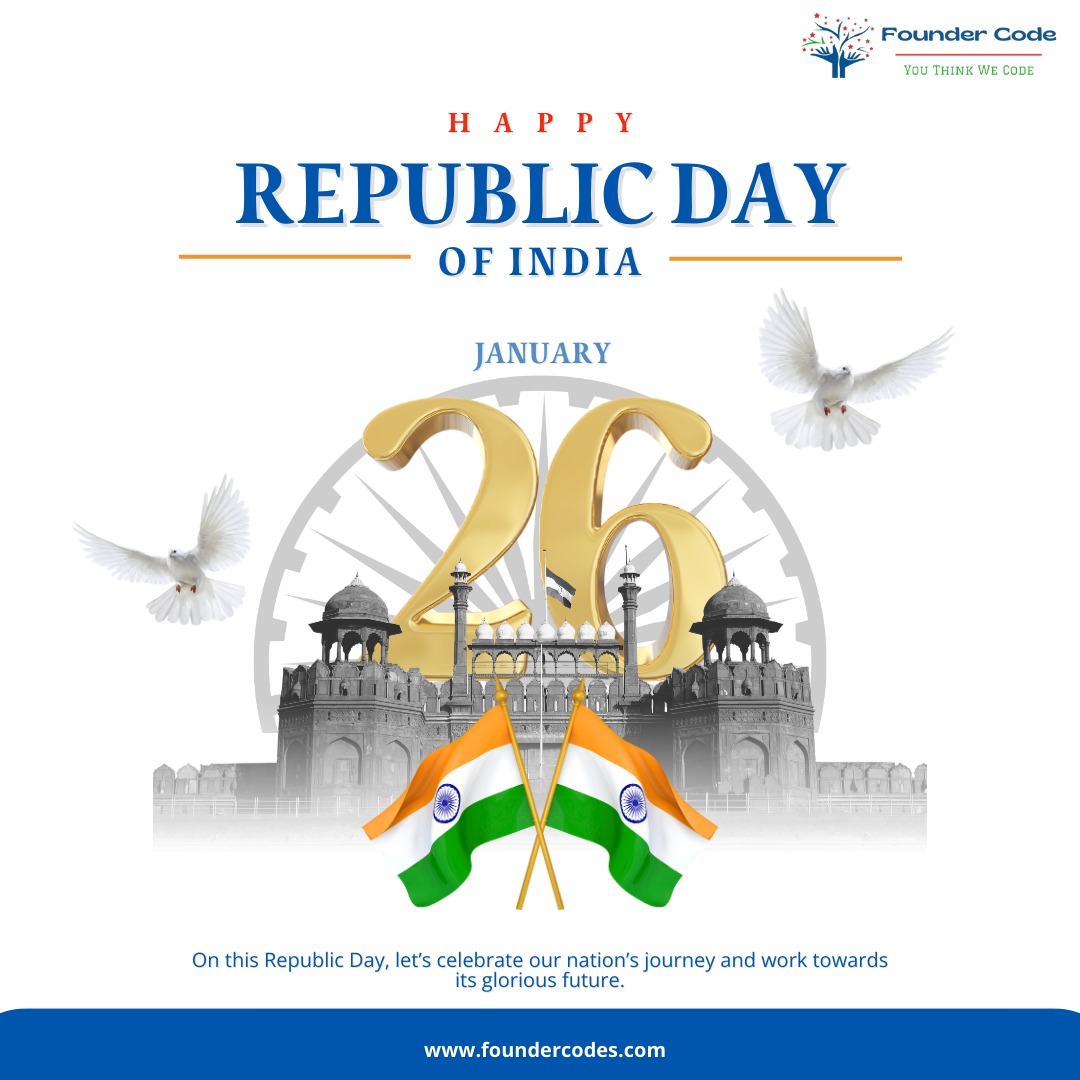 Founder Code
You Think We Code
HAPPY
REPUBLIC DAY
OF INDIA
JANUARY
26
On this Republic Day, let’s celebrate our nation’s journey and work towards
its glorious future.
www.foundercodes.com